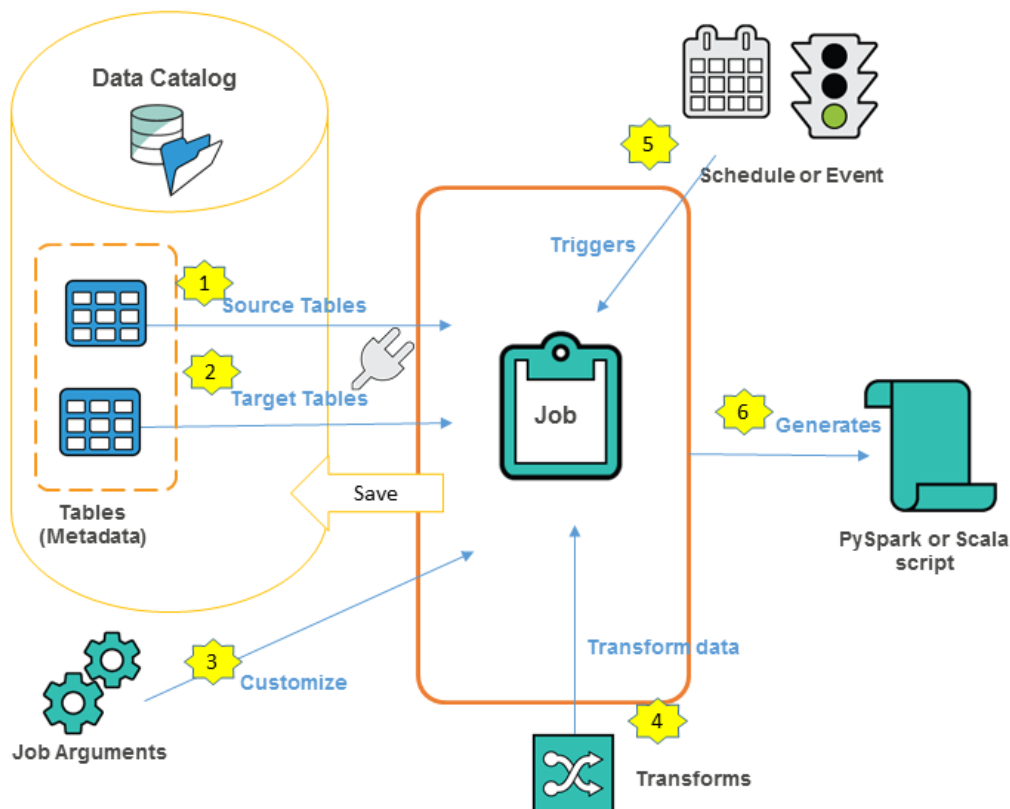 Data Catalog
5
Schedule or Event
Triggers
1
Source Tables
2
Target Tables
Job
6
Generates
Save
Tables
(Metadata)
PySpark or Scala
script
3
Customize
Transform data
4
Job Arguments
Transforms